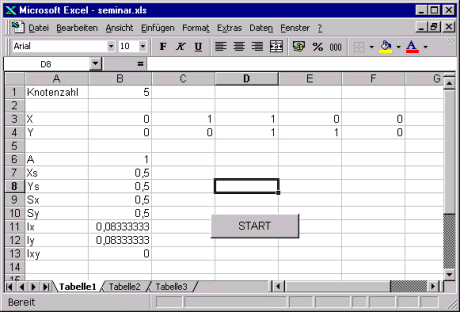 Microsoft Excel - seminar.xls
Datei Bearbeiten Ansicht Einfügen Format Extras Daten Fenster ?
Arial 10 F K U % 000 A
D8 =
A B C D E F G
1 Knotenzahl 5
2
3 X 0 1 1 0 0
4 Y 0 0 1 1 0
5
6 A 1
7 Xs 0,5
8 Ys 0,5
9 Sx 0,5
10 Sy 0,5
START
11 Ix 0,08333333
12 Iy 0,08333333
13 Ixy 0
14
15
Tabelle1 Tabelle2 Tabelle3
Bereit